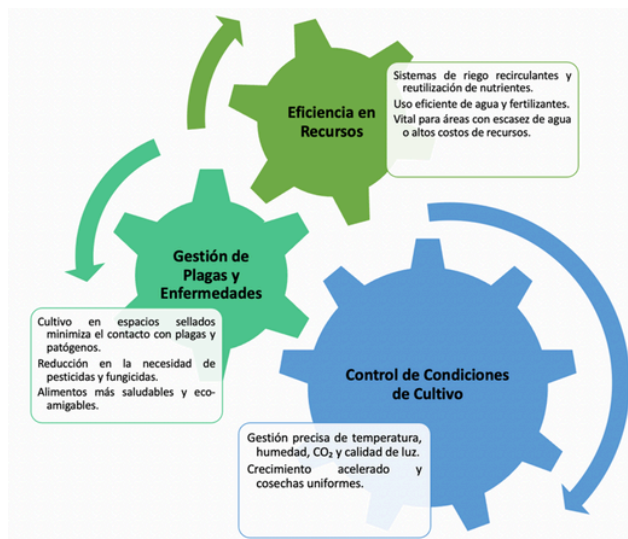 Eficiencia en
Recursos
Sistemas de riego recirculantes y
reutilización de nutrientes.
Uso eficiente de agua y fertilizantes.
Vital para áreas con escasez de agua
o altos costos de recursos.
Gestión de
Plagas y
Enfermedades
Cultivo en espacios sellados
minimiza el contacto con plagas y
patógenos.
Reducción en la necesidad de
pesticidas y fungicidas.
Alimentos más saludables y eco-
amigables.
Control de Condiciones
de Cultivo
Gestión precisa de temperatura,
humedad, CO₂ y calidad de luz.
Crecimiento acelerado y
cosechas uniformes.